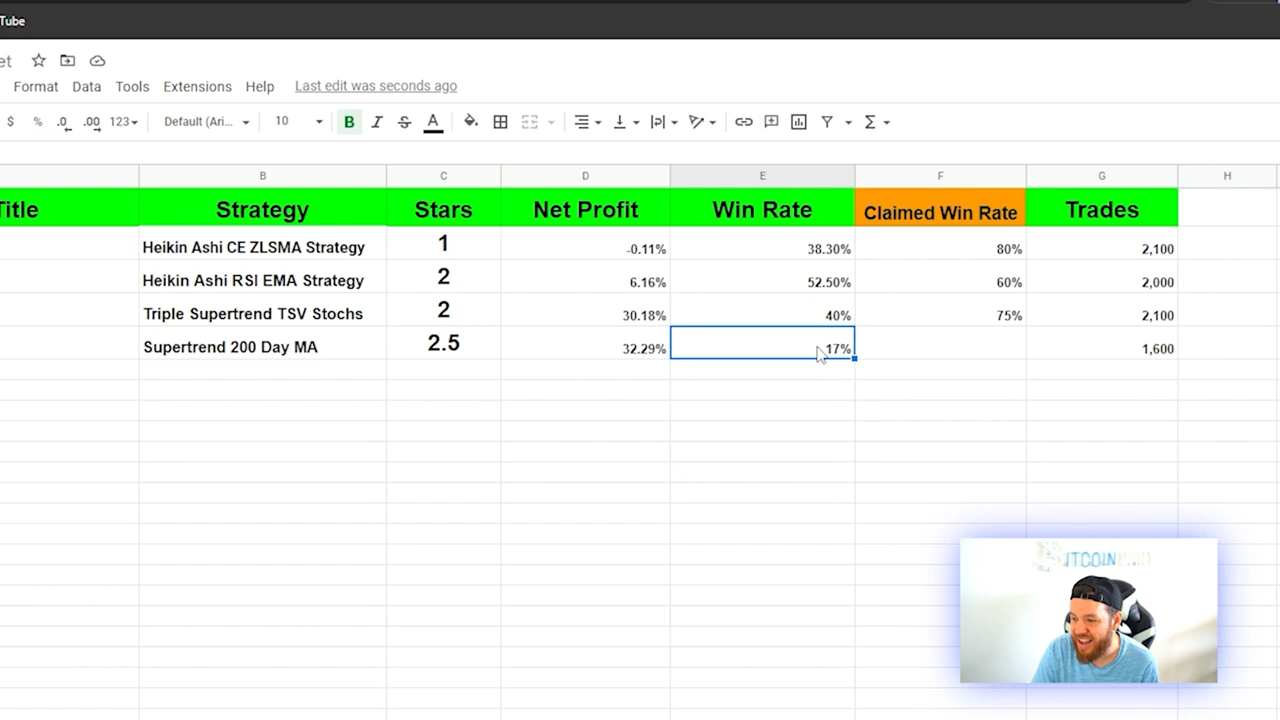 Tube
et
Format Data Tools Extensions Help Last edit was seconds ago
$ % .0 .00 123 Default (Ari... 10 B I S A
B C D E F G H
Title Strategy Stars Net Profit Win Rate Claimed Win Rate Trades
Heikin Ashi CE ZLSMA Strategy 1 -0.11% 38.30% 80% 2,100
Heikin Ashi RSI EMA Strategy 2 6.16% 52.50% 60% 2,000
Triple Supertrend TSV Stochs 2 30.18% 40% 75% 2,100
Supertrend 200 Day MA 2.5 32.29% 17% 1,600
ITCOIN